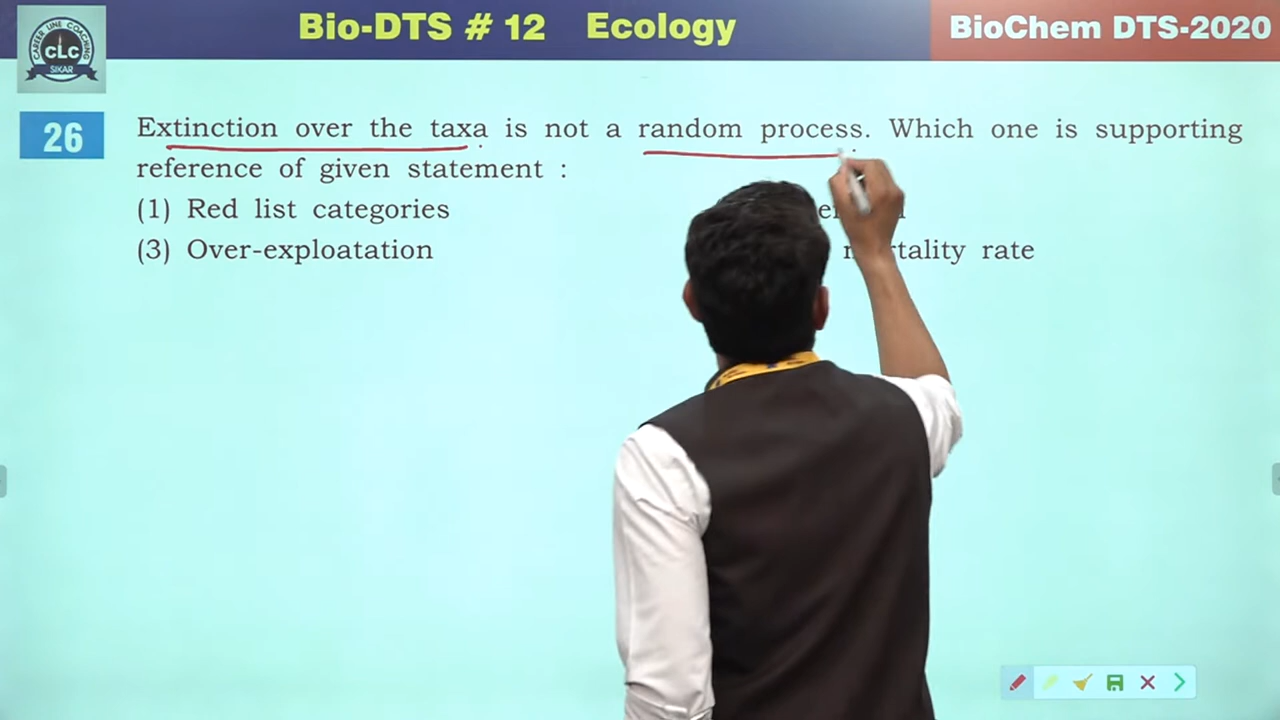 CAREER LINE COACHING
CLC
SIKAR
Bio-DTS # 12 Ecology
BioChem DTS-2020
26
Extinction over the taxa is not a random process. Which one is supporting
reference of given statement :
(1) Red list categories
(3) Over-exploatation
rate